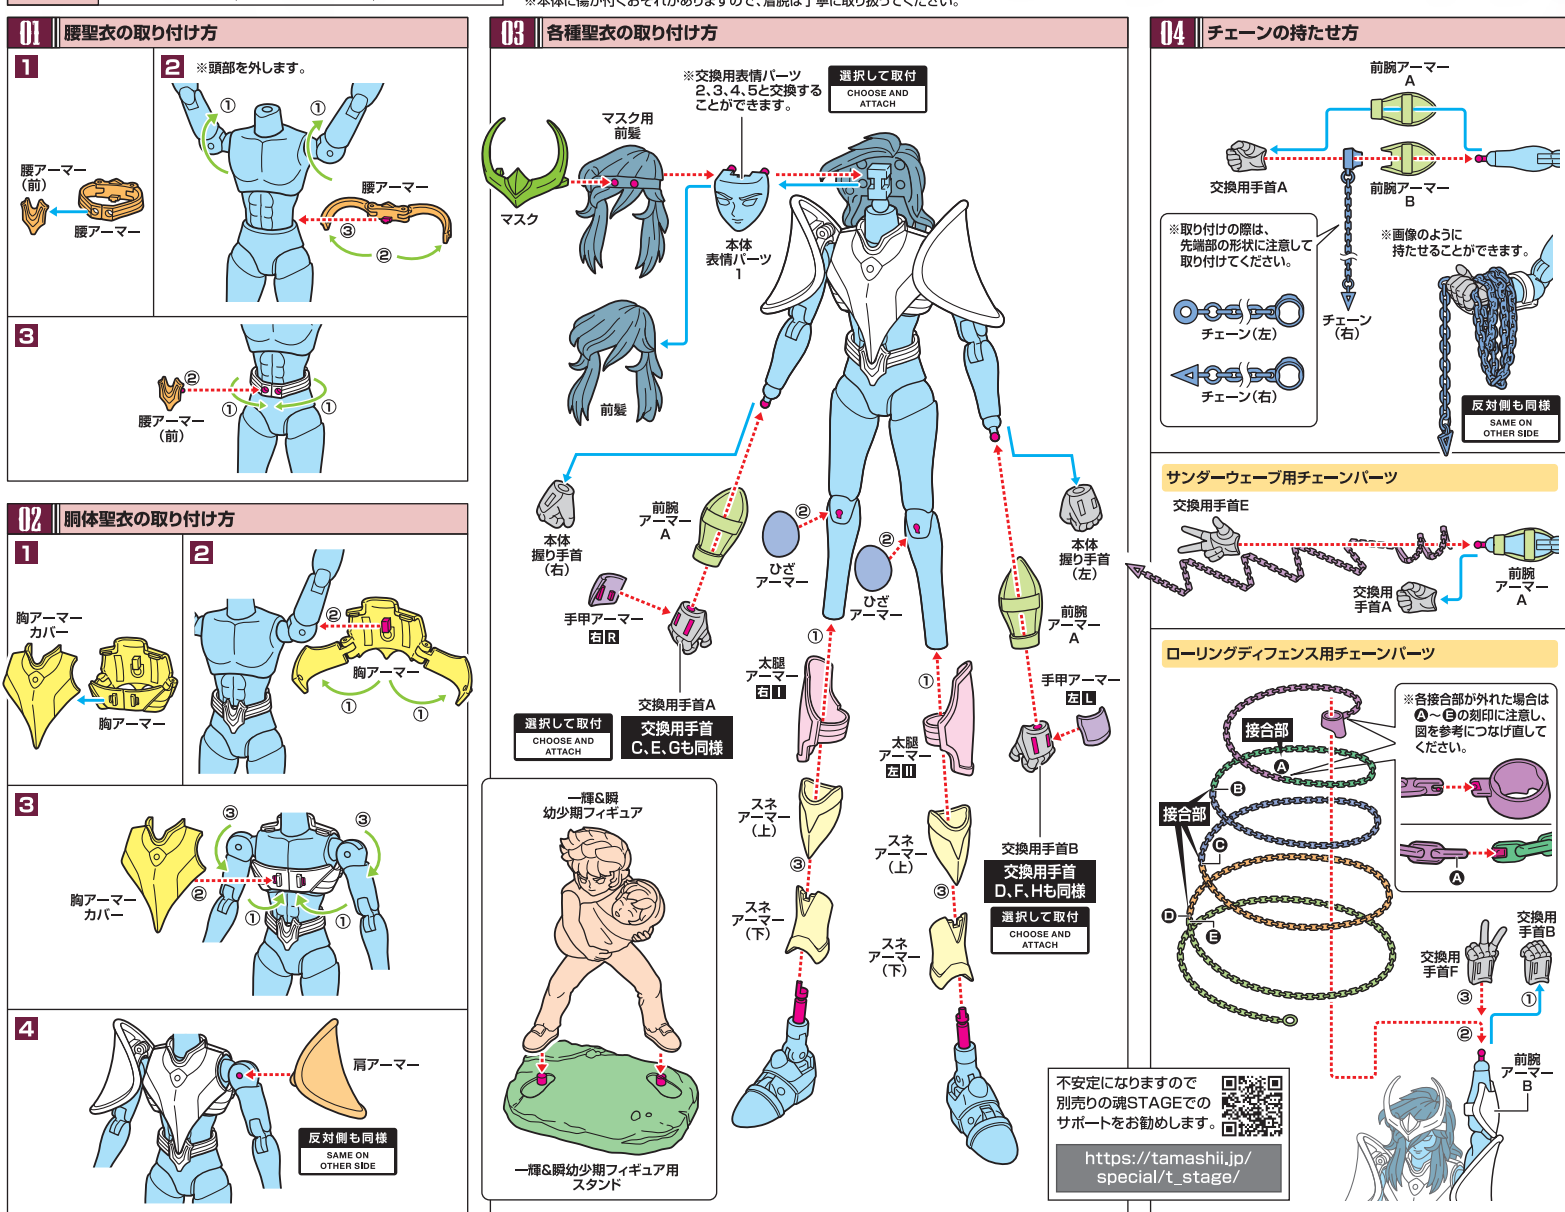 ※本体に傷が付くおそれがありますので、着脱は丁寧に取り扱ってください。
01 腰聖衣の取り付け方
1
腰アーマー
(前)
腰アーマー
2 ※頭部を外します。
①
①
腰アーマー
③
②
3
②
①
①
腰アーマー
(前)
02 胴体聖衣の取り付け方
1
胸アーマー
カバー
胸アーマー
2
②
胸アーマー
①
①
3
③
③
②
①
①
胸アーマー
カバー
4
肩アーマー
反対側も同様
SAME ON
OTHER SIDE
03 各種聖衣の取り付け方
※交換用表情パーツ
2、3、4、5と交換する
ことができます。
選択して取付
CHOOSE AND
ATTACH
マスク用
前髪
マスク
本体
表情パーツ
1
前髪
本体
握り手首
(右)
前腕
アーマー
A
②
ひざ
アーマー
②
ひざ
アーマー
本体
握り手首
(左)
手甲アーマー
右R
前腕
アーマー
A
①
太腿
アーマー
右I
①
太腿
アーマー
左II
手甲アーマー
左L
交換用手首A
交換用手首
C、E、Gも同様
選択して取付
CHOOSE AND
ATTACH
スネ
アーマー
(上)
スネ
アーマー
(上)
③
③
スネ
アーマー
(下)
スネ
アーマー
(下)
交換用手首B
交換用手首
D、F、Hも同様
選択して取付
CHOOSE AND
ATTACH
一輝&瞬
幼少期フィギュア
一輝&瞬幼少期フィギュア用
スタンド
不安定になりますので
別売りの魂STAGEでの
サポートをお勧めします。
https://tamashii.jp/
special/t_stage/
04 チェーンの持たせ方
前腕アーマー
A
交換用手首A
前腕アーマー
B
※取り付けの際は、
先端部の形状に注意して
取り付けてください。
チェーン(左)
チェーン(右)
チェーン
(右)
※画像のように
持たせることができます。
反対側も同様
SAME ON
OTHER SIDE
サンダーウェーブ用チェーンパーツ
交換用手首E
交換用
手首A
前腕
アーマー
A
ローリングディフェンス用チェーンパーツ
※各接合部が外れた場合は
A～Eの刻印に注意し、
図を参考につなげ直して
ください。
接合部
A
B
接合部
C
D
E
A
交換用
手首F
交換用
手首B
③
①
②
前腕
アーマー
B